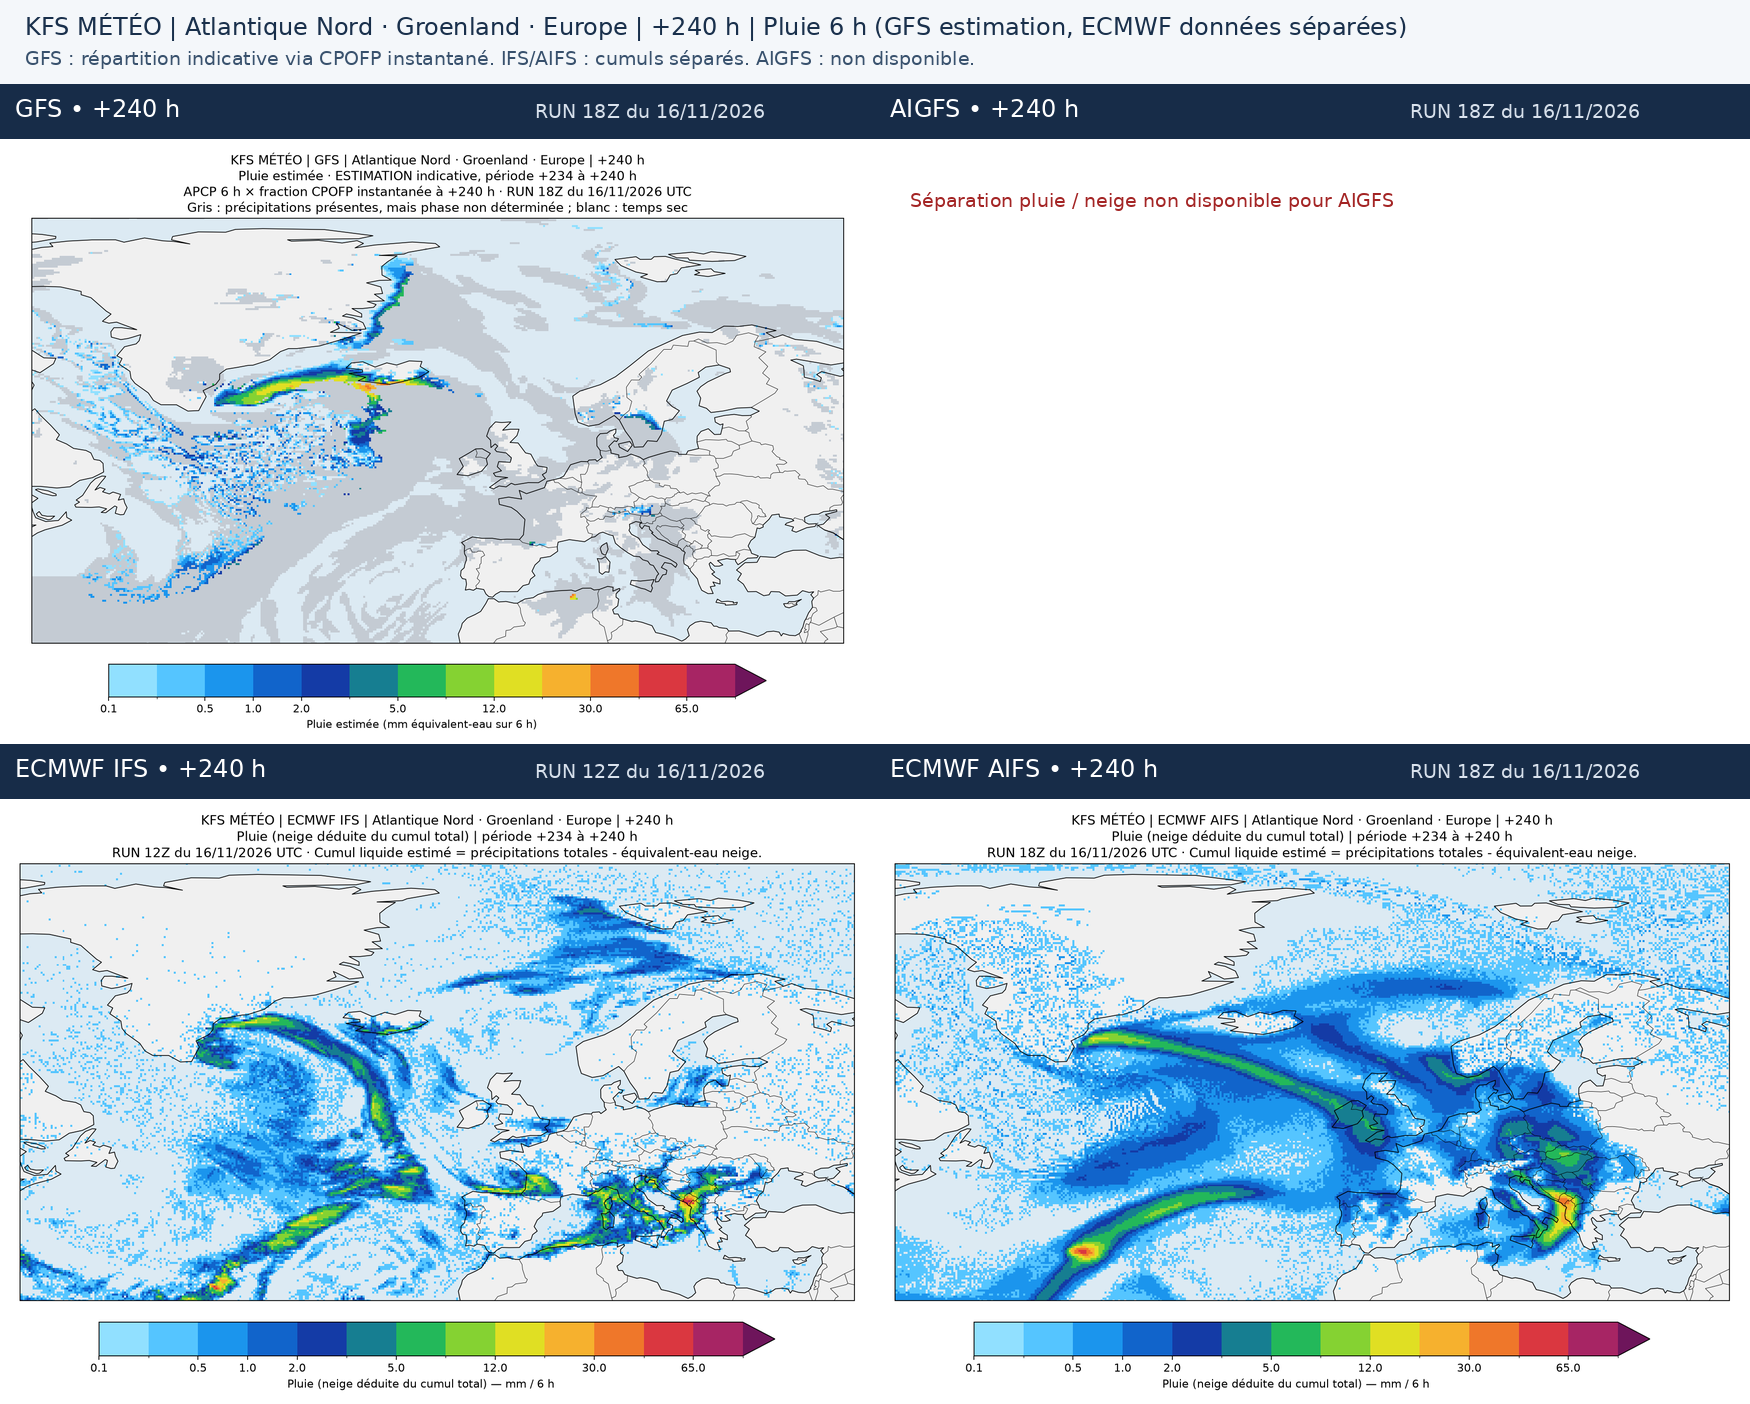 KFS MÉTÉO | Atlantique Nord · Groenland · Europe | +240 h | Pluie 6 h (GFS estimation, ECMWF données séparées)
GFS : répartition indicative via CPOFP instantané. IFS/AIFS : cumuls séparés. AIGFS : non disponible.
GFS • +240 h
RUN 18Z du 16/11/2026
KFS MÉTÉO | GFS | Atlantique Nord · Groenland · Europe | +240 h
Pluie estimée · ESTIMATION indicative, période +234 à +240 h
APCP 6 h × fraction CPOFP instantanée à +240 h · RUN 18Z du 16/11/2026 UTC
Gris : précipitations présentes, mais phase non déterminée ; blanc : temps sec
0.1 0.5 1.0 2.0 5.0 12.0 30.0 65.0
Pluie estimée (mm équivalent-eau sur 6 h)
AIGFS • +240 h
RUN 18Z du 16/11/2026
Séparation pluie / neige non disponible pour AIGFS
ECMWF IFS • +240 h
RUN 12Z du 16/11/2026
KFS MÉTÉO | ECMWF IFS | Atlantique Nord · Groenland · Europe | +240 h
Pluie (neige déduite du cumul total) | période +234 à +240 h
RUN 12Z du 16/11/2026 UTC · Cumul liquide estimé = précipitations totales - équivalent-eau neige.
0.1 0.5 1.0 2.0 5.0 12.0 30.0 65.0
Pluie (neige déduite du cumul total) — mm / 6 h
ECMWF AIFS • +240 h
RUN 18Z du 16/11/2026
KFS MÉTÉO | ECMWF AIFS | Atlantique Nord · Groenland · Europe | +240 h
Pluie (neige déduite du cumul total) | période +234 à +240 h
RUN 18Z du 16/11/2026 UTC · Cumul liquide estimé = précipitations totales - équivalent-eau neige.
0.1 0.5 1.0 2.0 5.0 12.0 30.0 65.0
Pluie (neige déduite du cumul total) — mm / 6 h